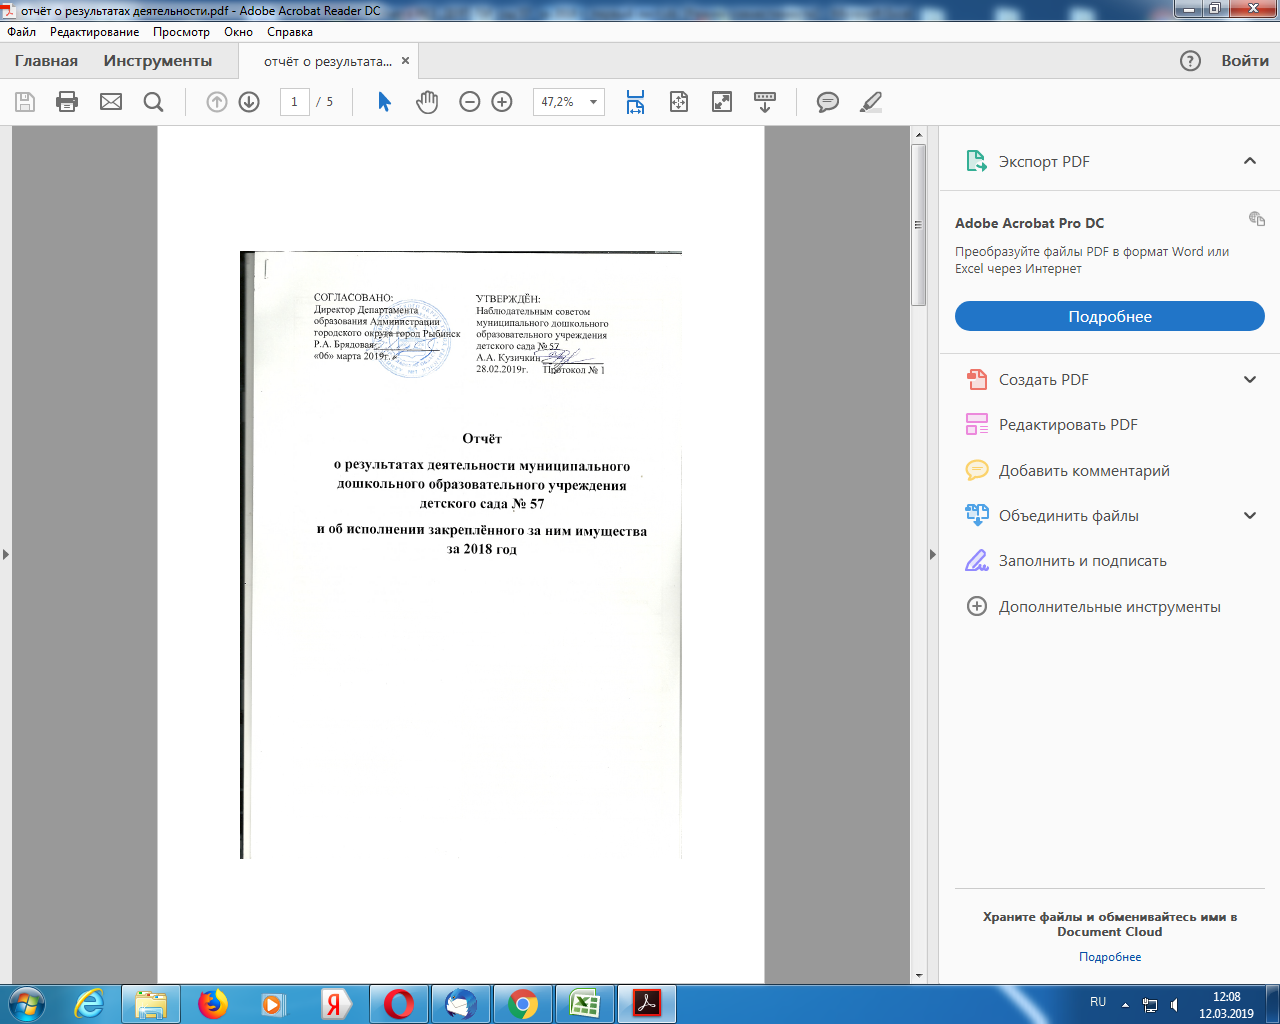 отчёт о результатах деятельности.pdf - Adobe Acrobat Reader DC
Файл Редактирование Просмотр Окно Справка
Главная Инструменты отчёт о результата... × ? Войти
1 / 5 47,2%
СОГЛАСОВАНО:
Директор Департамента
образования Администрации
городского округа город Рыбинск
Р.А. Брядовая
«06» марта 2019г.
УТВЕРЖДЁН:
Наблюдательным советом
муниципального дошкольного
образовательного учреждения
детского сада № 57
А.А. Кузичкин
28.02.2019г. Протокол № 1
Отчёт
о результатах деятельности муниципального
дошкольного образовательного учреждения
детского сада № 57
и об исполнении закреплённого за ним имущества
за 2018 год
Экспорт PDF
Adobe Acrobat Pro DC
Преобразуйте файлы PDF в формат Word или
Excel через Интернет
Подробнее
Создать PDF
Редактировать PDF
Добавить комментарий
Объединить файлы
Заполнить и подписать
Дополнительные инструменты
Храните файлы и обменивайтесь ими в
Document Cloud
Подробнее
RU 12:08
12.03.2019